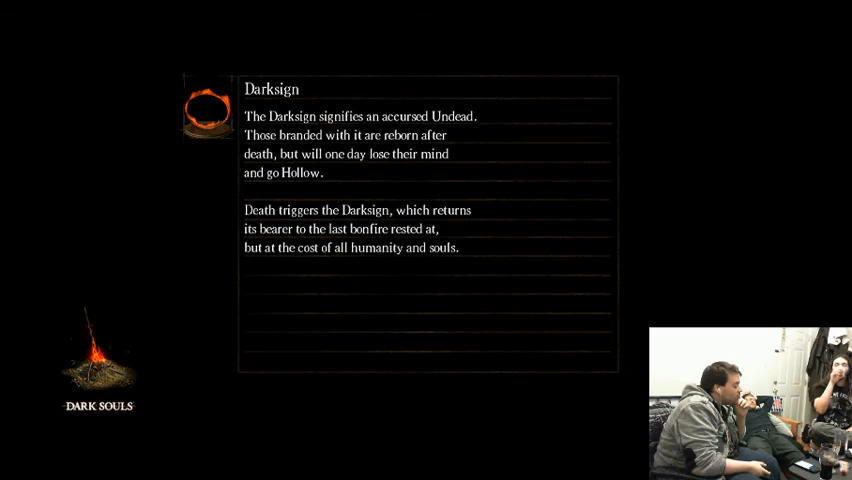 Darksign
The Darksign signifies an accursed Undead.
Those branded with it are reborn after
death, but will one day lose their mind
and go Hollow.
Death triggers the Darksign, which returns
its bearer to the last bonfire rested at,
but at the cost of all humanity and souls.
DARK SOULS